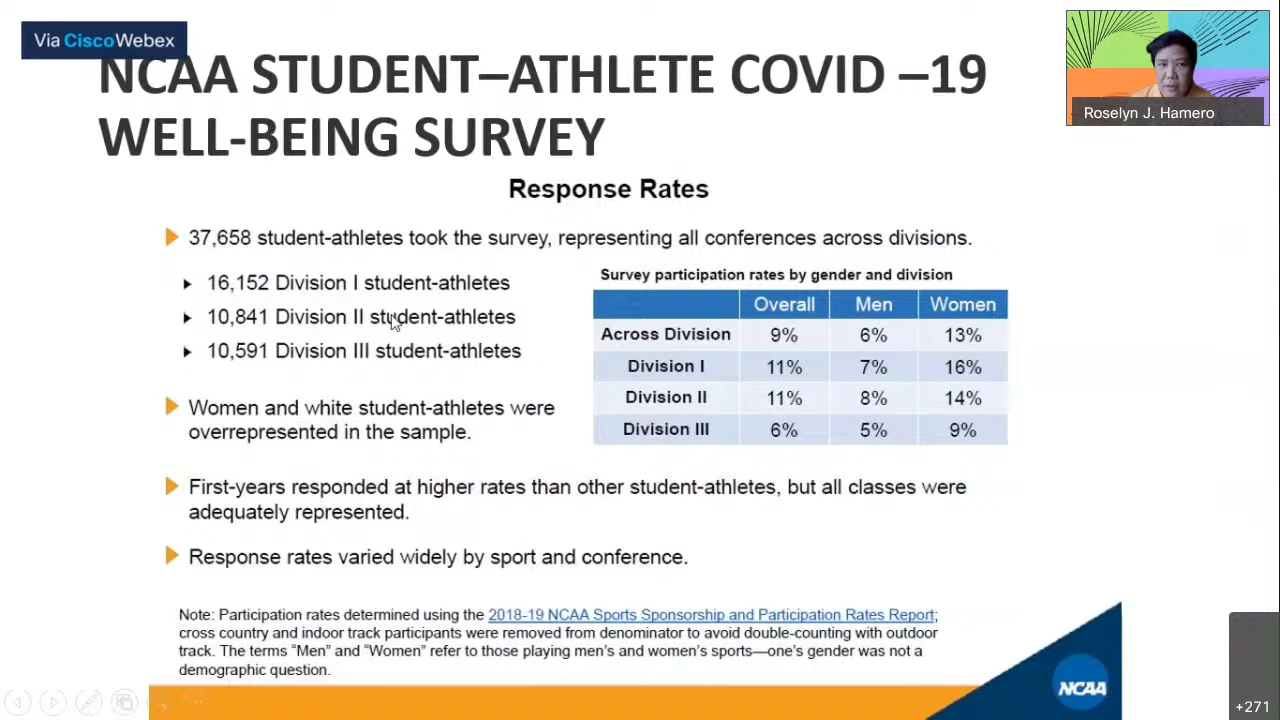 Via CiscoWebex
NCAA STUDENT–ATHLETE COVID –19
WELL-BEING SURVEY
Roselyn J. Hamero
Response Rates
37,658 student-athletes took the survey, representing all conferences across divisions.
16,152 Division I student-athletes
10,841 Division II student-athletes
10,591 Division III student-athletes
Women and white student-athletes were
overrepresented in the sample.
Survey participation rates by gender and division
Overall Men Women
Across Division 9% 6% 13%
Division I 11% 7% 16%
Division II 11% 8% 14%
Division III 6% 5% 9%
First-years responded at higher rates than other student-athletes, but all classes were
adequately represented.
Response rates varied widely by sport and conference.
Note: Participation rates determined using the 2018-19 NCAA Sports Sponsorship and Participation Rates Report;
cross country and indoor track participants were removed from denominator to avoid double-counting with outdoor
track. The terms “Men” and “Women” refer to those playing men’s and women’s sports—one’s gender was not a
demographic question.
NCAA
+271